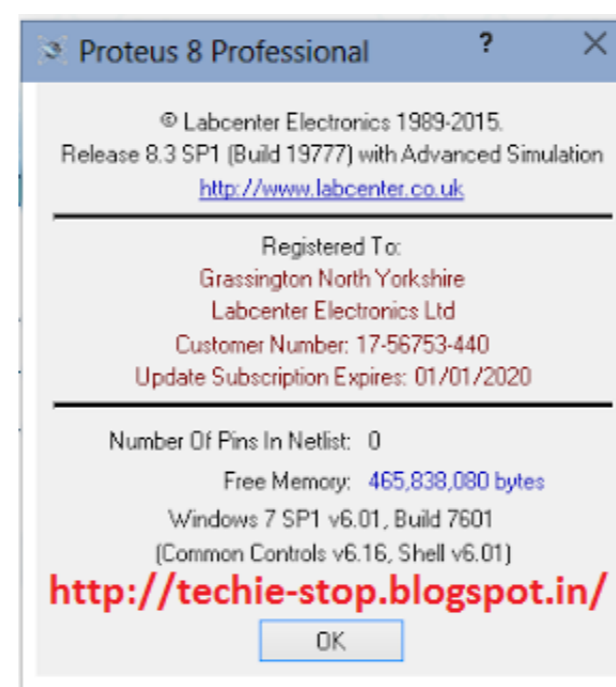 Proteus 8 Professional ?
© Labcenter Electronics 1989-2015.
Release 8.3 SP1 (Build 19777) with Advanced Simulation
http://www.labcenter.co.uk
Registered To:
Grassington North Yorkshire
Labcenter Electronics Ltd
Customer Number: 17-56753-440
Update Subscription Expires: 01/01/2020
Number Of Pins In Netlist: 0
Free Memory: 465,838,080 bytes
Windows 7 SP1 v6.01, Build 7601
(Common Controls v6.16, Shell v6.01)
http://techie-stop.blogspot.in/
OK